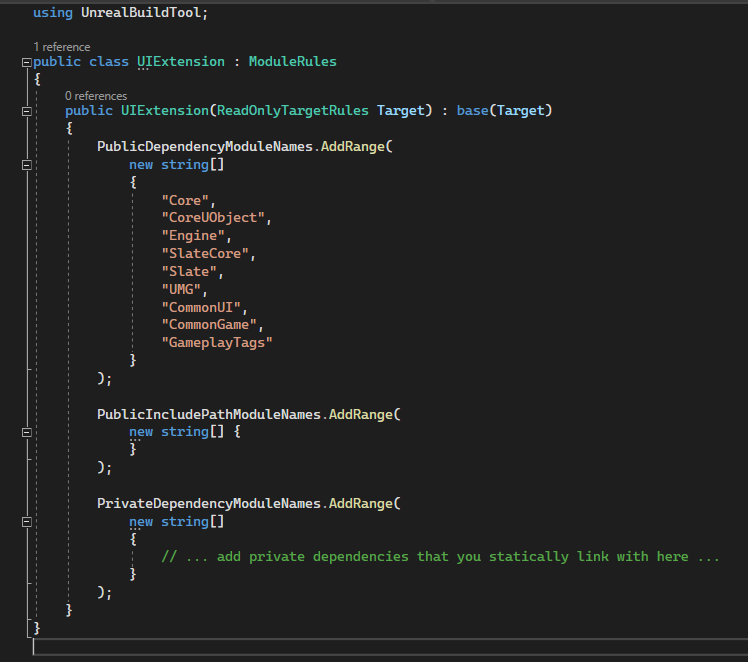 using UnrealBuildTool;
1 reference
public class UIExtension : ModuleRules
{
0 references
public UIExtension(ReadOnlyTargetRules Target) : base(Target)
{
PublicDependencyModuleNames.AddRange(
new string[]
{
"Core",
"CoreUObject",
"Engine",
"SlateCore",
"Slate",
"UMG",
"CommonUI",
"CommonGame",
"GameplayTags"
}
);
PublicIncludePathModuleNames.AddRange(
new string[] {
}
);
PrivateDependencyModuleNames.AddRange(
new string[]
{
// ... add private dependencies that you statically link with here ...
}
);
}
}